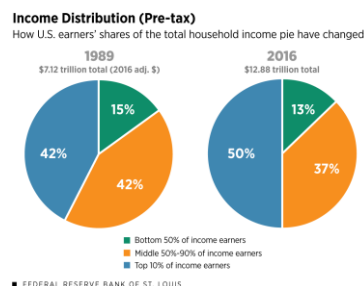 Income Distribution (Pre-tax)
How U.S. earners' shares of the total household income pie have changed
1989
$7.12 trillion total (2016 adj. $)
15%
42%
42%
2016
$12.88 trillion total
13%
50%
37%
Bottom 50% of income earners
Middle 50%-90% of income earners
Top 10% of income earners
FEDERAL RESERVE BANK OF ST. LOUIS